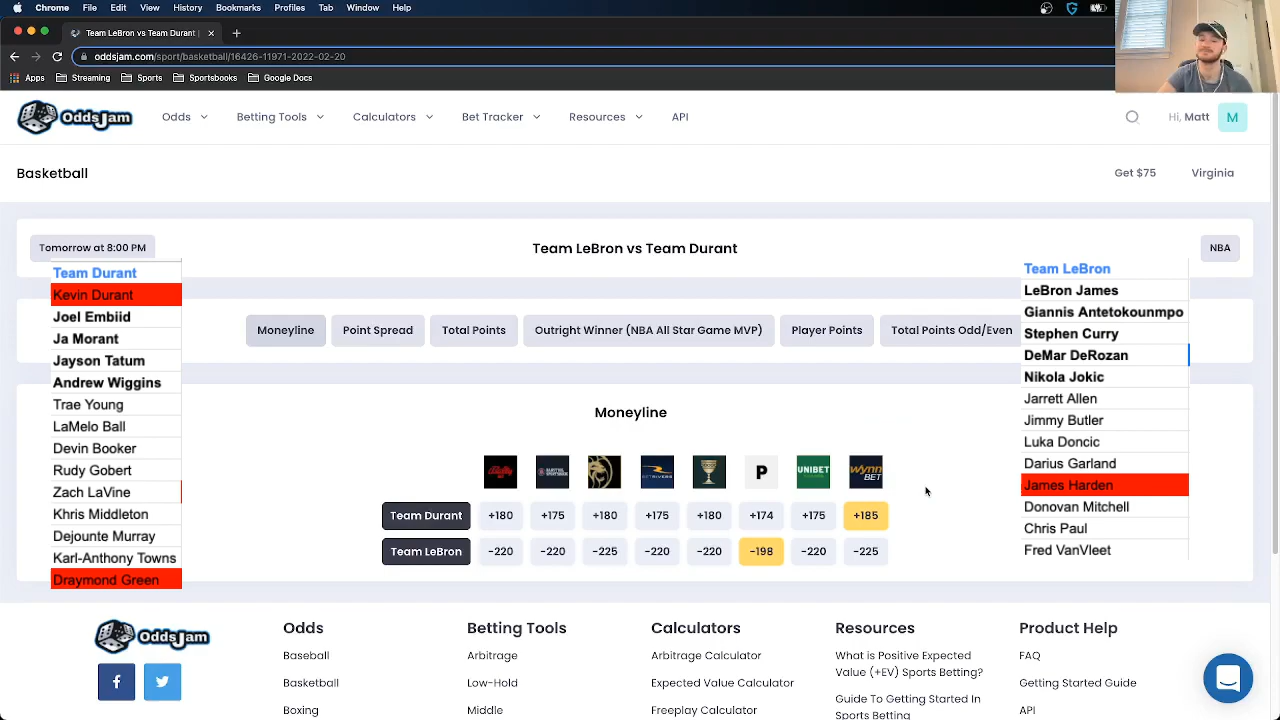 Chrome File Edit View History Bookmarks Profiles Tab Window Help
Team LeBron vs Team Durant |
oddsjam.com/sport/basketball/16426-11971-2022-02-20
Apps Streaming Sports Sportsbooks Google Docs
OddsJam Odds Betting Tools Calculators Bet Tracker Resources API Hi, Matt M
Basketball Get $75 Virginia
Tomorrow at 8:00 PM Team LeBron vs Team Durant NBA
Team Durant
Kevin Durant
Joel Embiid
Ja Morant
Jayson Tatum
Andrew Wiggins
Trae Young
LaMelo Ball
Devin Booker
Rudy Gobert
Zach LaVine
Khris Middleton
Dejounte Murray
Karl-Anthony Towns
Draymond Green
Moneyline Point Spread Total Points Outright Winner (NBA All Star Game MVP) Player Points Total Points Odd/Even
Moneyline
P UNIBET WYNN BET
Team Durant +180 +175 +180 +175 +180 +174 +175 +185
Team LeBron -220 -220 -225 -220 -220 -198 -220 -225
Team LeBron
LeBron James
Giannis Antetokounmpo
Stephen Curry
DeMar DeRozan
Nikola Jokic
Jarrett Allen
Jimmy Butler
Luka Doncic
Darius Garland
James Harden
Donovan Mitchell
Chris Paul
Fred VanVleet
OddsJam
Odds
Baseball
Basketball
Boxing
Betting Tools
Arbitrage
Low-Hold
Middle
Calculators
Arbitrage Calculator
Expected Value Calculator
Freeplay Calculator
Resources
What is Positive Expected
Value (+EV) Sports Betting?
Guide To Getting Started In
Sports Betting
Product Help
FAQ
Getting Started Guide
API